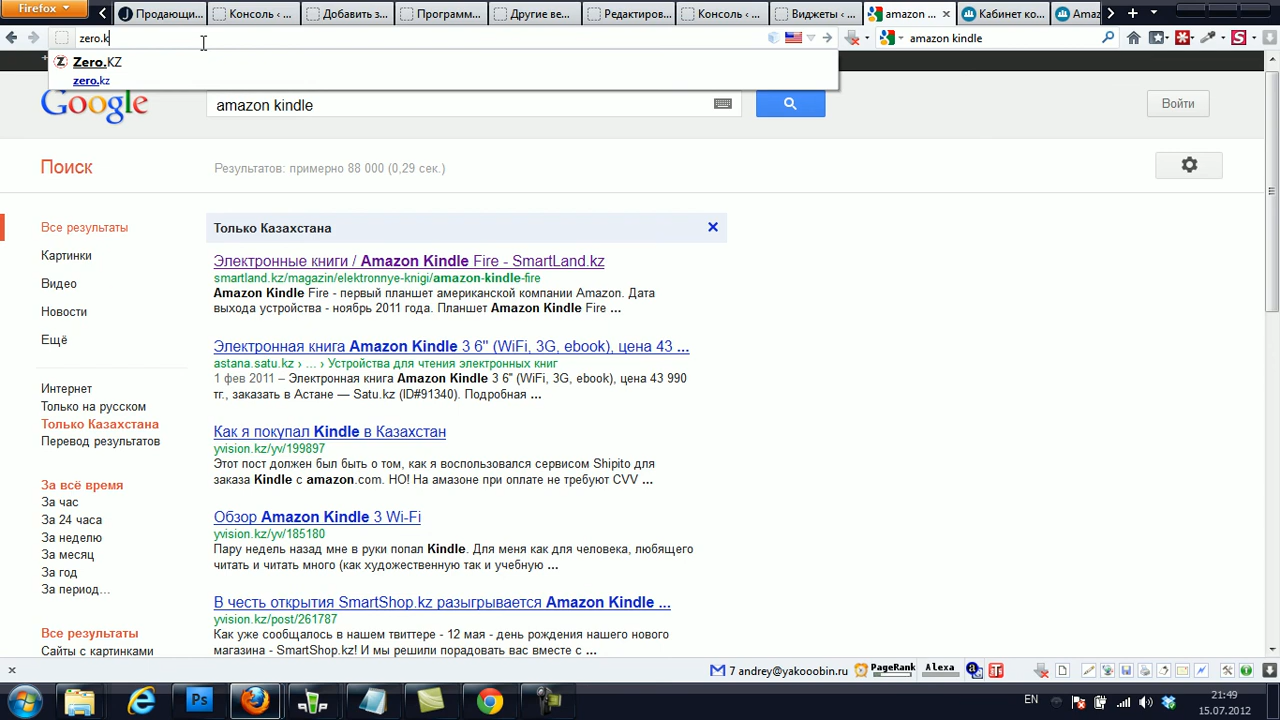 Firefox
Продающи...
Консоль ‹ ...
Добавить з...
Программ...
Другие ве...
Редактиров...
Консоль ‹ ...
Виджеты ‹ ...
amazon ...
Кабинет ко...
Amaz
zero.k
amazon kindle
Zero.KZ
zero.kz
Google
amazon kindle
Войти
Поиск
Результатов: примерно 88 000 (0,29 сек.)
Все результаты
Картинки
Видео
Новости
Ещё
Интернет
Только на русском
Только Казахстана
Перевод результатов
За всё время
За час
За 24 часа
За неделю
За месяц
За год
За период...
Все результаты
Сайты с картинками
Только Казахстана
Электронные книги / Amazon Kindle Fire - SmartLand.kz
smartland.kz/magazin/elektronnye-knigi/amazon-kindle-fire
Amazon Kindle Fire - первый планшет американской компании Amazon. Дата
выхода устройства - ноябрь 2011 года. Планшет Amazon Kindle Fire ...
Электронная книга Amazon Kindle 3 6" (WiFi, 3G, ebook), цена 43 ...
astana.satu.kz › ... › Устройства для чтения электронных книг
1 фев 2011 – Электронная книга Amazon Kindle 3 6" (WiFi, 3G, ebook), цена 43 990
тг., заказать в Астане — Satu.kz (ID#91340). Подробная ...
Как я покупал Kindle в Казахстан
yvision.kz/yv/199897
Этот пост должен был быть о том, как я воспользовался сервисом Shipito для
заказа Kindle с amazon.com. НО! На амазоне при оплате не требуют CVV ...
Обзор Amazon Kindle 3 Wi-Fi
yvision.kz/yv/185180
Пару недель назад мне в руки попал Kindle. Для меня как для человека, любящего
читать и читать много (как художественную так и учебную ...
В честь открытия SmartShop.kz разыгрывается Amazon Kindle ...
yvision.kz/post/261787
Как уже сообщалось в нашем твиттере - 12 мая - день рождения нашего нового
магазина - SmartShop.kz! И мы решили порадовать вас вместе с ...
7 andrey@yakooobin.ru
PageRank
Alexa
Ps
EN
21:49
15.07.2012